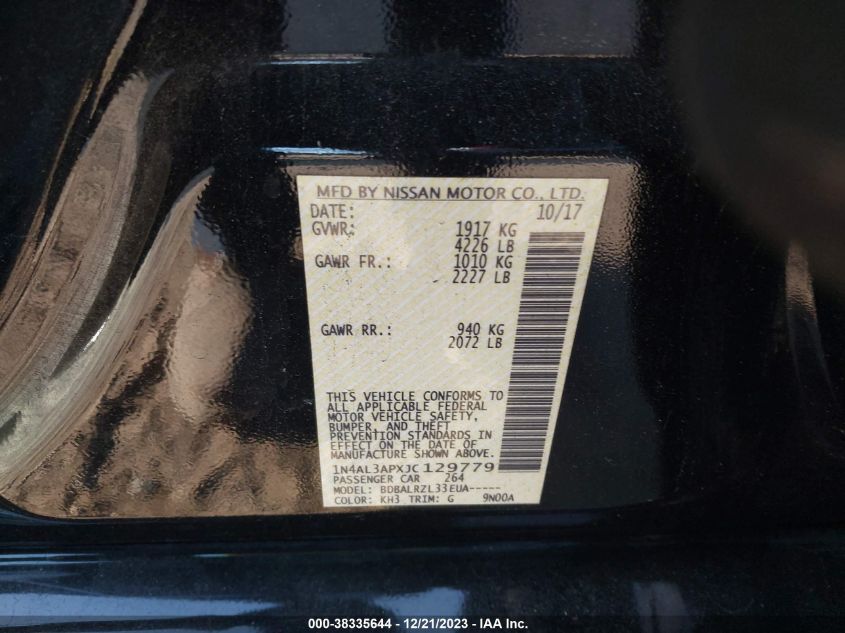 MFD BY NISSAN MOTOR CO., LTD.
DATE: 10/17
GVWR: 1917 KG
4226 LB
GAWR FR.: 1010 KG
2227 LB
GAWR RR.: 940 KG
2072 LB
THIS VEHICLE CONFORMS TO
ALL APPLICABLE FEDERAL
MOTOR VEHICLE SAFETY,
BUMPER, AND THEFT
PREVENTION STANDARDS IN
EFFECT ON THE DATE OF
MANUFACTURE SHOWN ABOVE.
1N4AL3APXJC129779
PASSENGER CAR 264
MODEL: BDBALRZL33EUA-----
COLOR: KH3 TRIM: G 9N00A
000-38335644 - 12/21/2023 - IAA Inc.